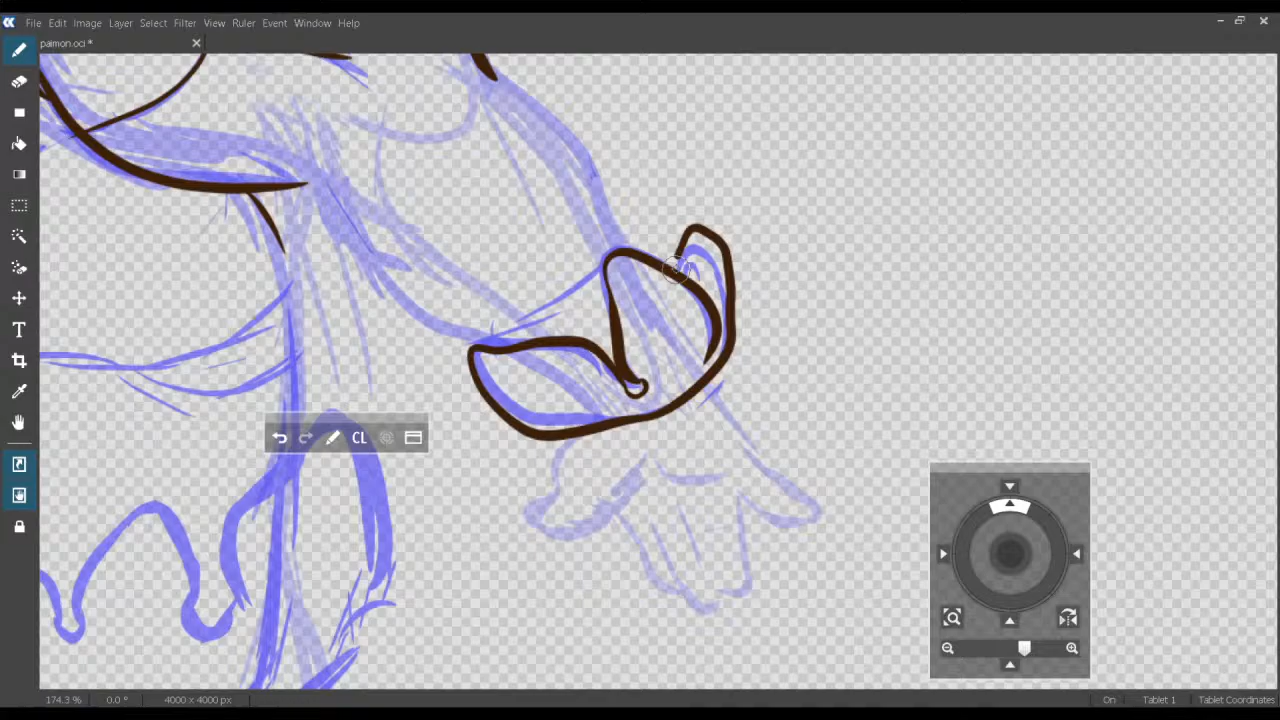 File Edit Image Layer Select Filter View Ruler Event Window Help
paimon.oci *
CL
174.3 % 0.0 ° 4000 x 4000 px On Tablet 1 Tablet Coordinates